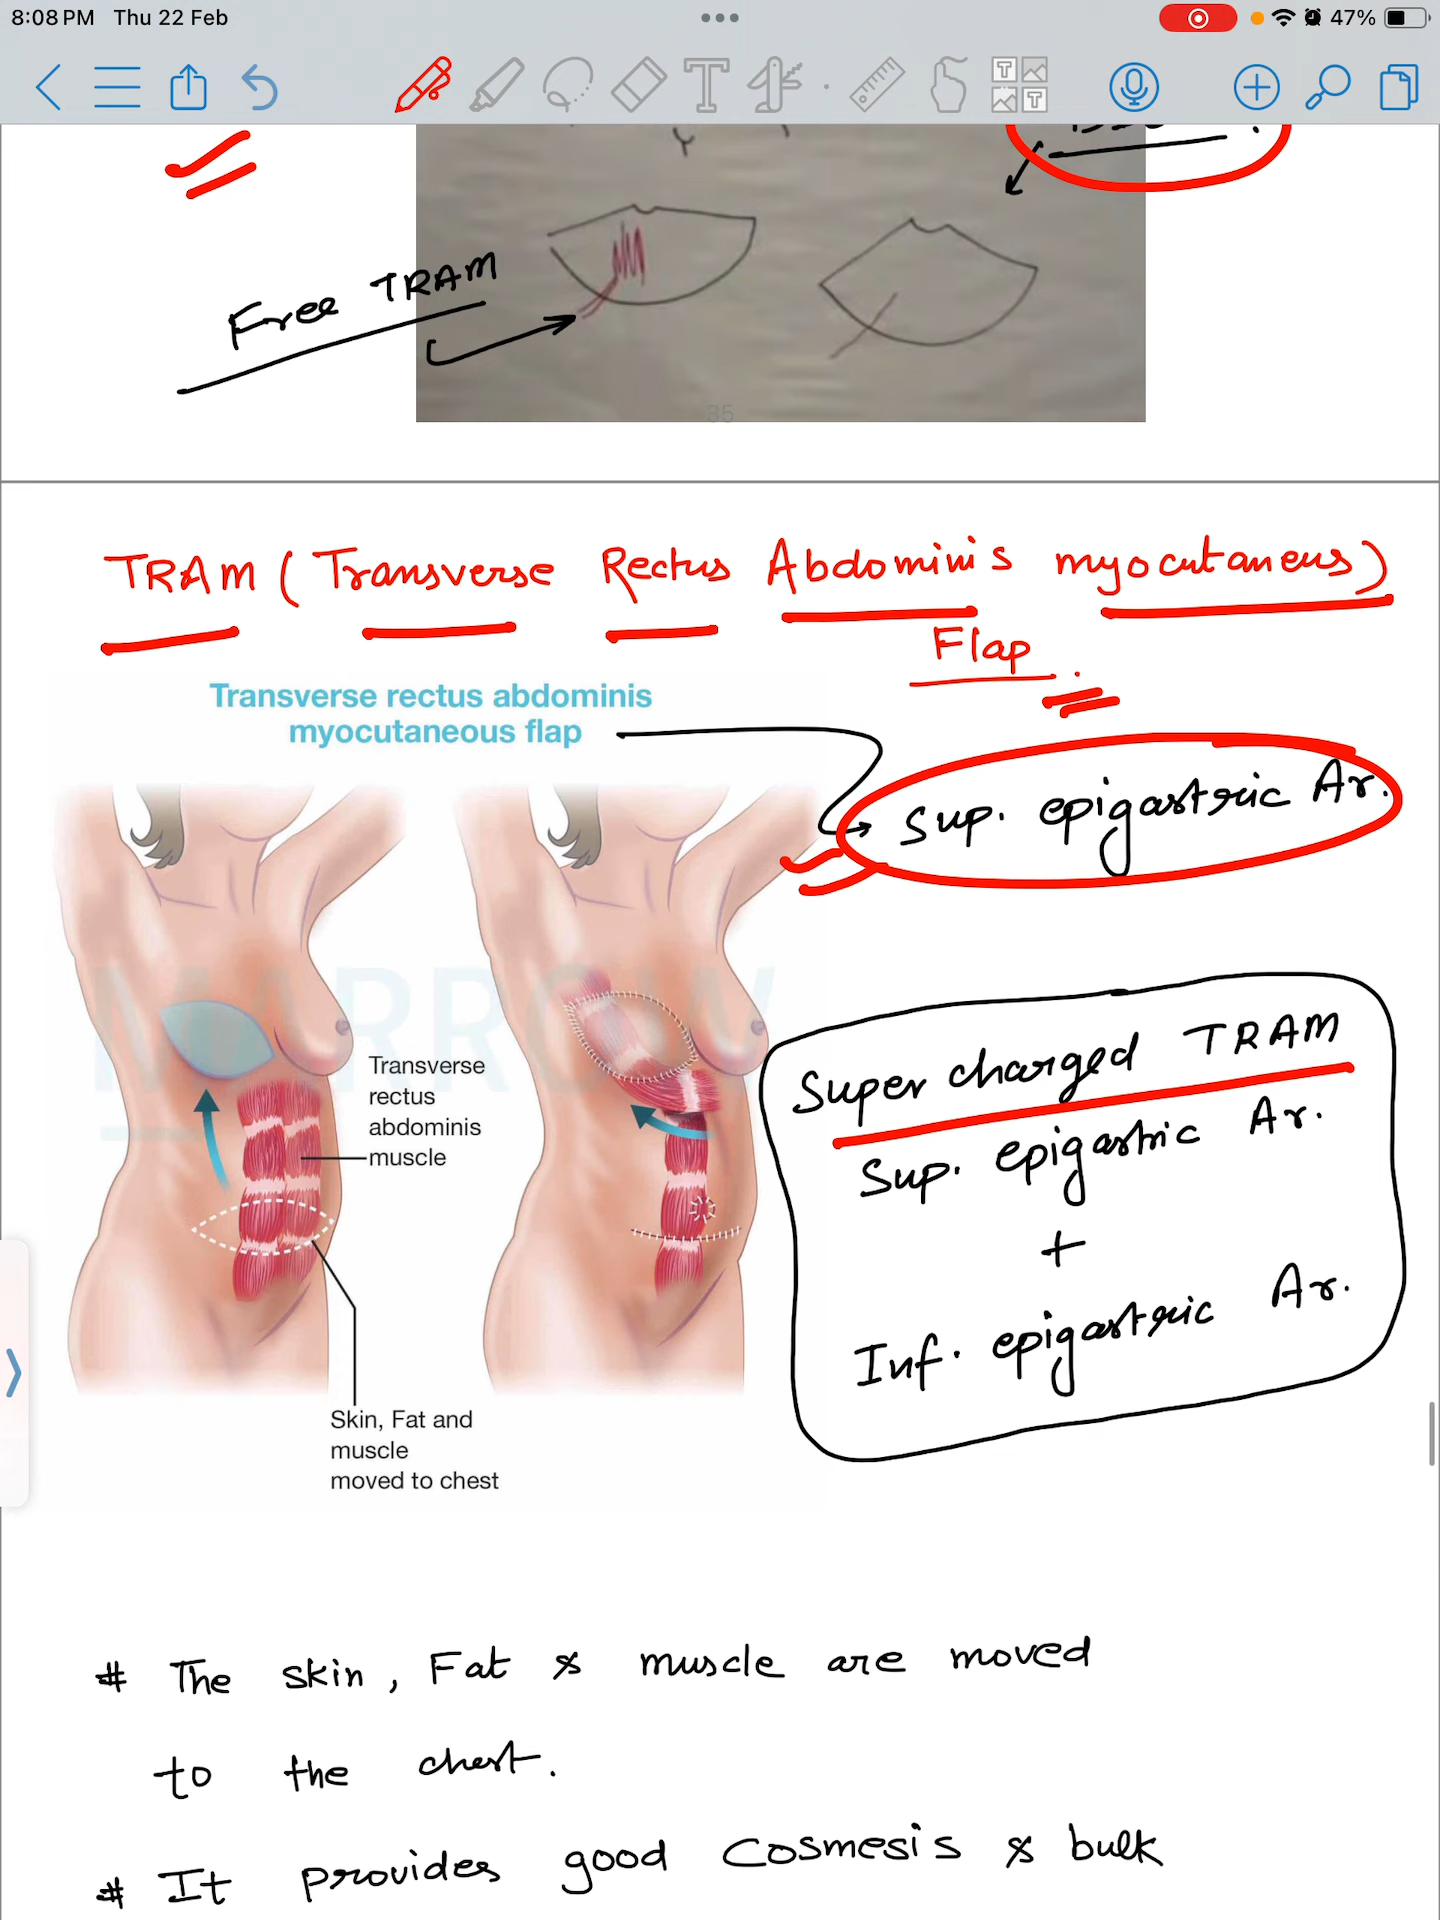 8:08 PM Thu 22 Feb
47%
Free TRAM
35
TRAM ( Transverse Rectus Abdominis myocutaneus)
Flap
Transverse rectus abdominis
myocutaneous flap
Sup. epigastric Ar.
MARROW
Super charged TRAM
Sup. epigastric Ar.
+
Inf. epigastric Ar.
Transverse
rectus
abdominis
muscle
Skin, Fat and
muscle
moved to chest
# The skin, Fat & muscle are moved
to the chest.
# It provides good Cosmesis & bulk